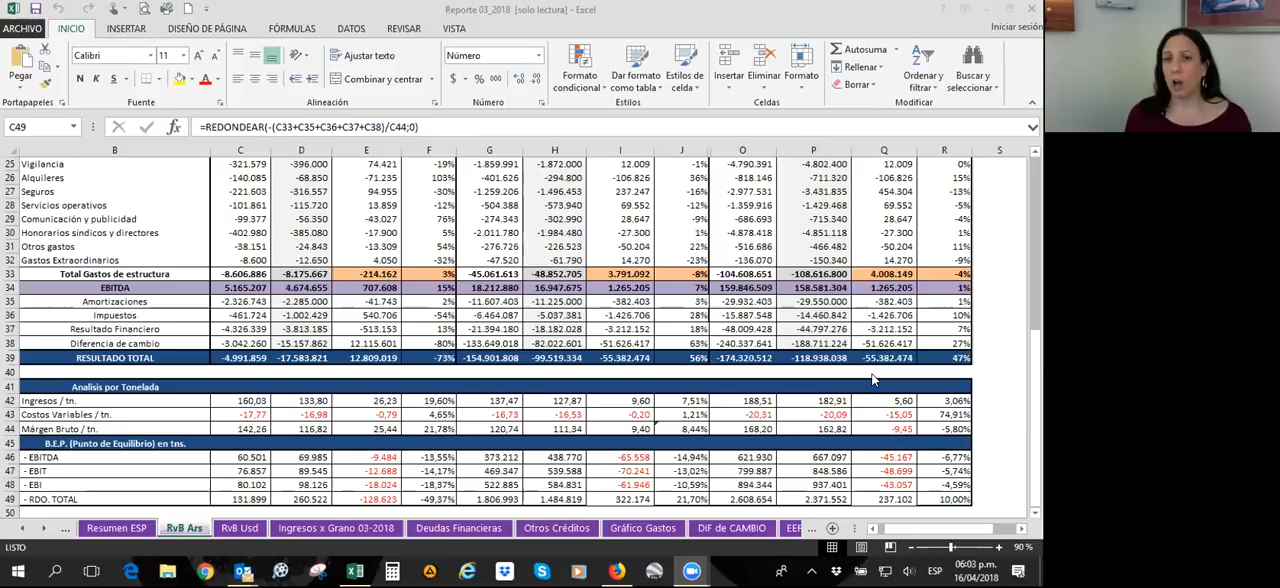 Reporte 03_2018 [solo lectura] - Excel
Iniciar sesión
ARCHIVO INICIO INSERTAR DISEÑO DE PÁGINA FÓRMULAS DATOS REVISAR VISTA
Calibri 11 Ajustar texto Número Autosuma
Pegar N K S Combinar y centrar $ % 000 Formato condicional Dar formato como tabla Estilos de celda Insertar Eliminar Formato Rellenar Borrar Ordenar y filtrar Buscar y seleccionar
Portapapeles Fuente Alineación Número Estilos Celdas Modificar
C49 fx =REDONDEAR(-(C33+C35+C36+C37+C38)/C44;0)
B C D E F G H I J O P Q R S
25 Vigilancia -321.579 -396.000 74.421 -19% -1.859.991 -1.872.000 12.009 -1% -4.790.391 -4.802.400 12.009 0%
26 Alquileres -140.085 -68.850 -71.235 103% -401.626 -294.800 -106.826 36% -818.146 -711.320 -106.826 15%
27 Seguros -221.603 -316.557 94.955 -30% -1.259.206 -1.496.453 237.247 -16% -2.977.531 -3.431.835 454.304 -13%
28 Servicios operativos -101.861 -115.720 13.859 -12% -504.388 -573.940 69.552 -12% -1.359.916 -1.429.468 69.552 -5%
29 Comunicación y publicidad -99.377 -56.350 -43.027 76% -274.343 -302.990 28.647 -9% -686.693 -715.340 28.647 -4%
30 Honorarios síndicos y directores -402.980 -385.080 -17.900 5% -2.011.780 -1.984.480 -27.300 1% -4.878.418 -4.851.118 -27.300 1%
31 Otros gastos -38.151 -24.843 -13.309 54% -276.726 -226.523 -50.204 22% -516.686 -466.482 -50.204 11%
32 Gastos Extraordinarios -8.600 -12.650 4.050 -32% -47.520 -61.790 14.270 -23% -136.070 -150.340 14.270 -9%
33 Total Gastos de estructura -8.606.886 -8.175.667 -214.162 3% -45.061.613 -48.852.705 3.791.092 -8% -104.608.651 -108.616.800 4.008.149 -4%
34 EBITDA 5.165.207 4.674.655 707.608 15% 18.212.880 16.947.675 1.265.205 7% 159.846.509 158.581.304 1.265.205 1%
35 Amortizaciones -2.326.743 -2.285.000 -41.743 2% -11.607.403 -11.225.000 -382.403 3% -29.932.403 -29.550.000 -382.403 1%
36 Impuestos -461.724 -1.002.429 540.706 -54% -6.464.087 -5.037.381 -1.426.706 28% -15.887.548 -14.460.842 -1.426.706 10%
37 Resultado Financiero -4.326.339 -3.813.185 -513.153 13% -21.394.180 -18.182.028 -3.212.152 18% -48.009.428 -44.797.276 -3.212.152 7%
38 Diferencia de cambio -3.042.260 -15.157.862 12.115.601 -80% -133.649.018 -82.022.601 -51.626.417 63% -240.337.641 -188.711.224 -51.626.417 27%
39 RESULTADO TOTAL -4.991.859 -17.583.821 12.809.019 -73% -154.901.808 -99.519.334 -55.382.474 56% -174.320.512 -118.938.038 -55.382.474 47%
40
41 Analisis por Tonelada
42 Ingresos / tn. 160,03 133,80 26,23 19,60% 137,47 127,87 9,60 7,51% 188,51 182,91 5,60 3,06%
43 Costos Variables / tn. -17,77 -16,98 -0,79 4,65% -16,73 -16,53 -0,20 1,21% -20,31 -20,09 -15,05 74,91%
44 Márgen Bruto / tn. 142,26 116,82 25,44 21,78% 120,74 111,34 9,40 8,44% 168,20 162,82 -9,45 -5,80%
45 B.E.P. (Punto de Equilibrio) en tns.
46 - EBITDA 60.501 69.985 -9.484 -13,55% 373.212 438.770 -65.558 -14,94% 621.930 667.097 -45.167 -6,77%
47 - EBIT 76.857 89.545 -12.688 -14,17% 469.347 539.588 -70.241 -13,02% 799.887 848.586 -48.699 -5,74%
48 - EBI 80.102 98.126 -18.024 -18,37% 522.885 584.831 -61.946 -10,59% 894.344 937.401 -43.057 -4,59%
49 - RDO. TOTAL 131.899 260.522 -128.623 -49,37% 1.806.993 1.484.819 322.174 21,70% 2.608.654 2.371.552 237.102 10,00%
50
... Resumen ESP RvB Ars RvB Usd Ingresos x Grano 03-2018 Deudas Financieras Otros Créditos Gráfico Gastos DIF de CAMBIO EEF ...
LISTO 90 %
ESP 06:03 p.m.
16/04/2018